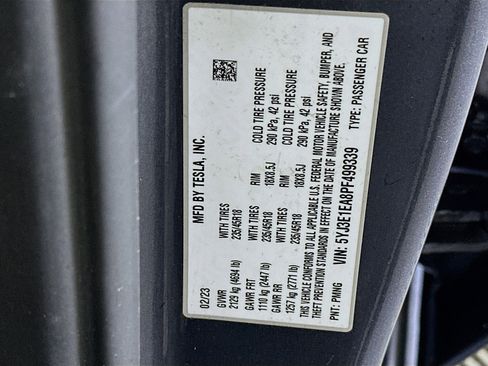 MFD BY TESLA, INC.
02/23
GVWR
2129 kg (4694 lb)
GAWR FRT WITH TIRES RIM COLD TIRE PRESSURE
1110 kg (2447 lb) 235/45R18 18X8.5J 290 kPa, 42 psi
GAWR RR WITH TIRES RIM COLD TIRE PRESSURE
1257 kg (2771 lb) 235/45R18 18X8.5J 290 kPa, 42 psi
THIS VEHICLE CONFORMS TO ALL APPLICABLE U.S. FEDERAL MOTOR VEHICLE SAFETY, BUMPER, AND
THEFT PREVENTION STANDARDS IN EFFECT ON THE DATE OF MANUFACTURE SHOWN ABOVE.
VIN: 5YJ3E1EA8PF499339 TYPE: PASSENGER CAR
PNT: PMNG